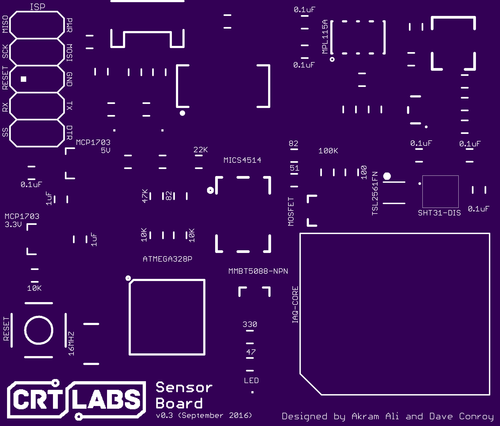 ISP
MISO
PWR
SCK
MOSI
RESET
GND
RX
TX
SS
DTR
0.1uF
MPL115A
0.1uF
MCP1703
5V
22K
MICS4514
82
51
100K
100
0.1uF
0.1uF
0.1uF
1uF
47K
82
MOSFET
TSL2561FN
SHT31-DIS
0.1uF
MCP1703
3.3V
1uF
10K
10K
ATMEGA328P
MMBT5088-NPN
10K
IAQ-CORE
RESET
16MHZ
330
47
LED
CRT LABS
Sensor
Board
v0.3 (September 2016)
Designed by Akram Ali and Dave Conroy